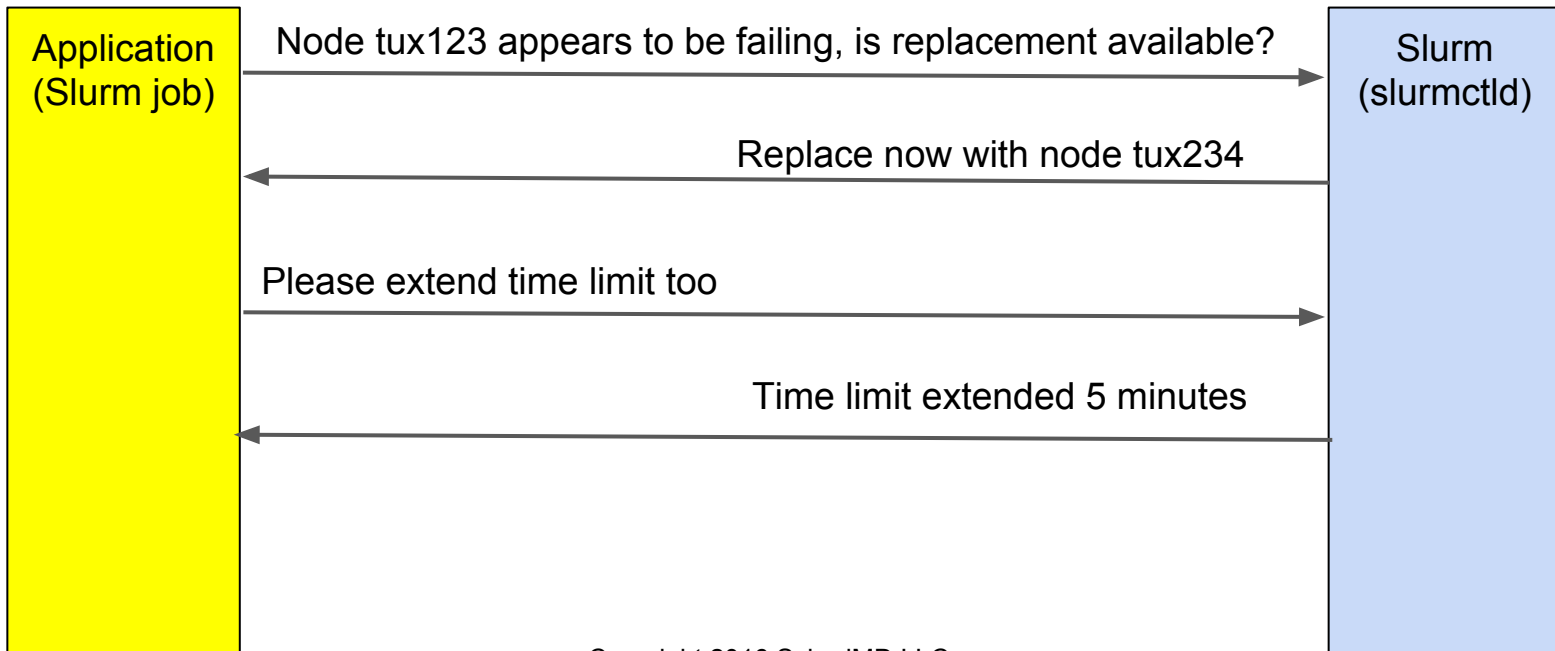 Application
(Slurm job)
Node tux123 appears to be failing, is replacement available?
Slurm
(slurmctld)
Replace now with node tux234
Please extend time limit too
Time limit extended 5 minutes